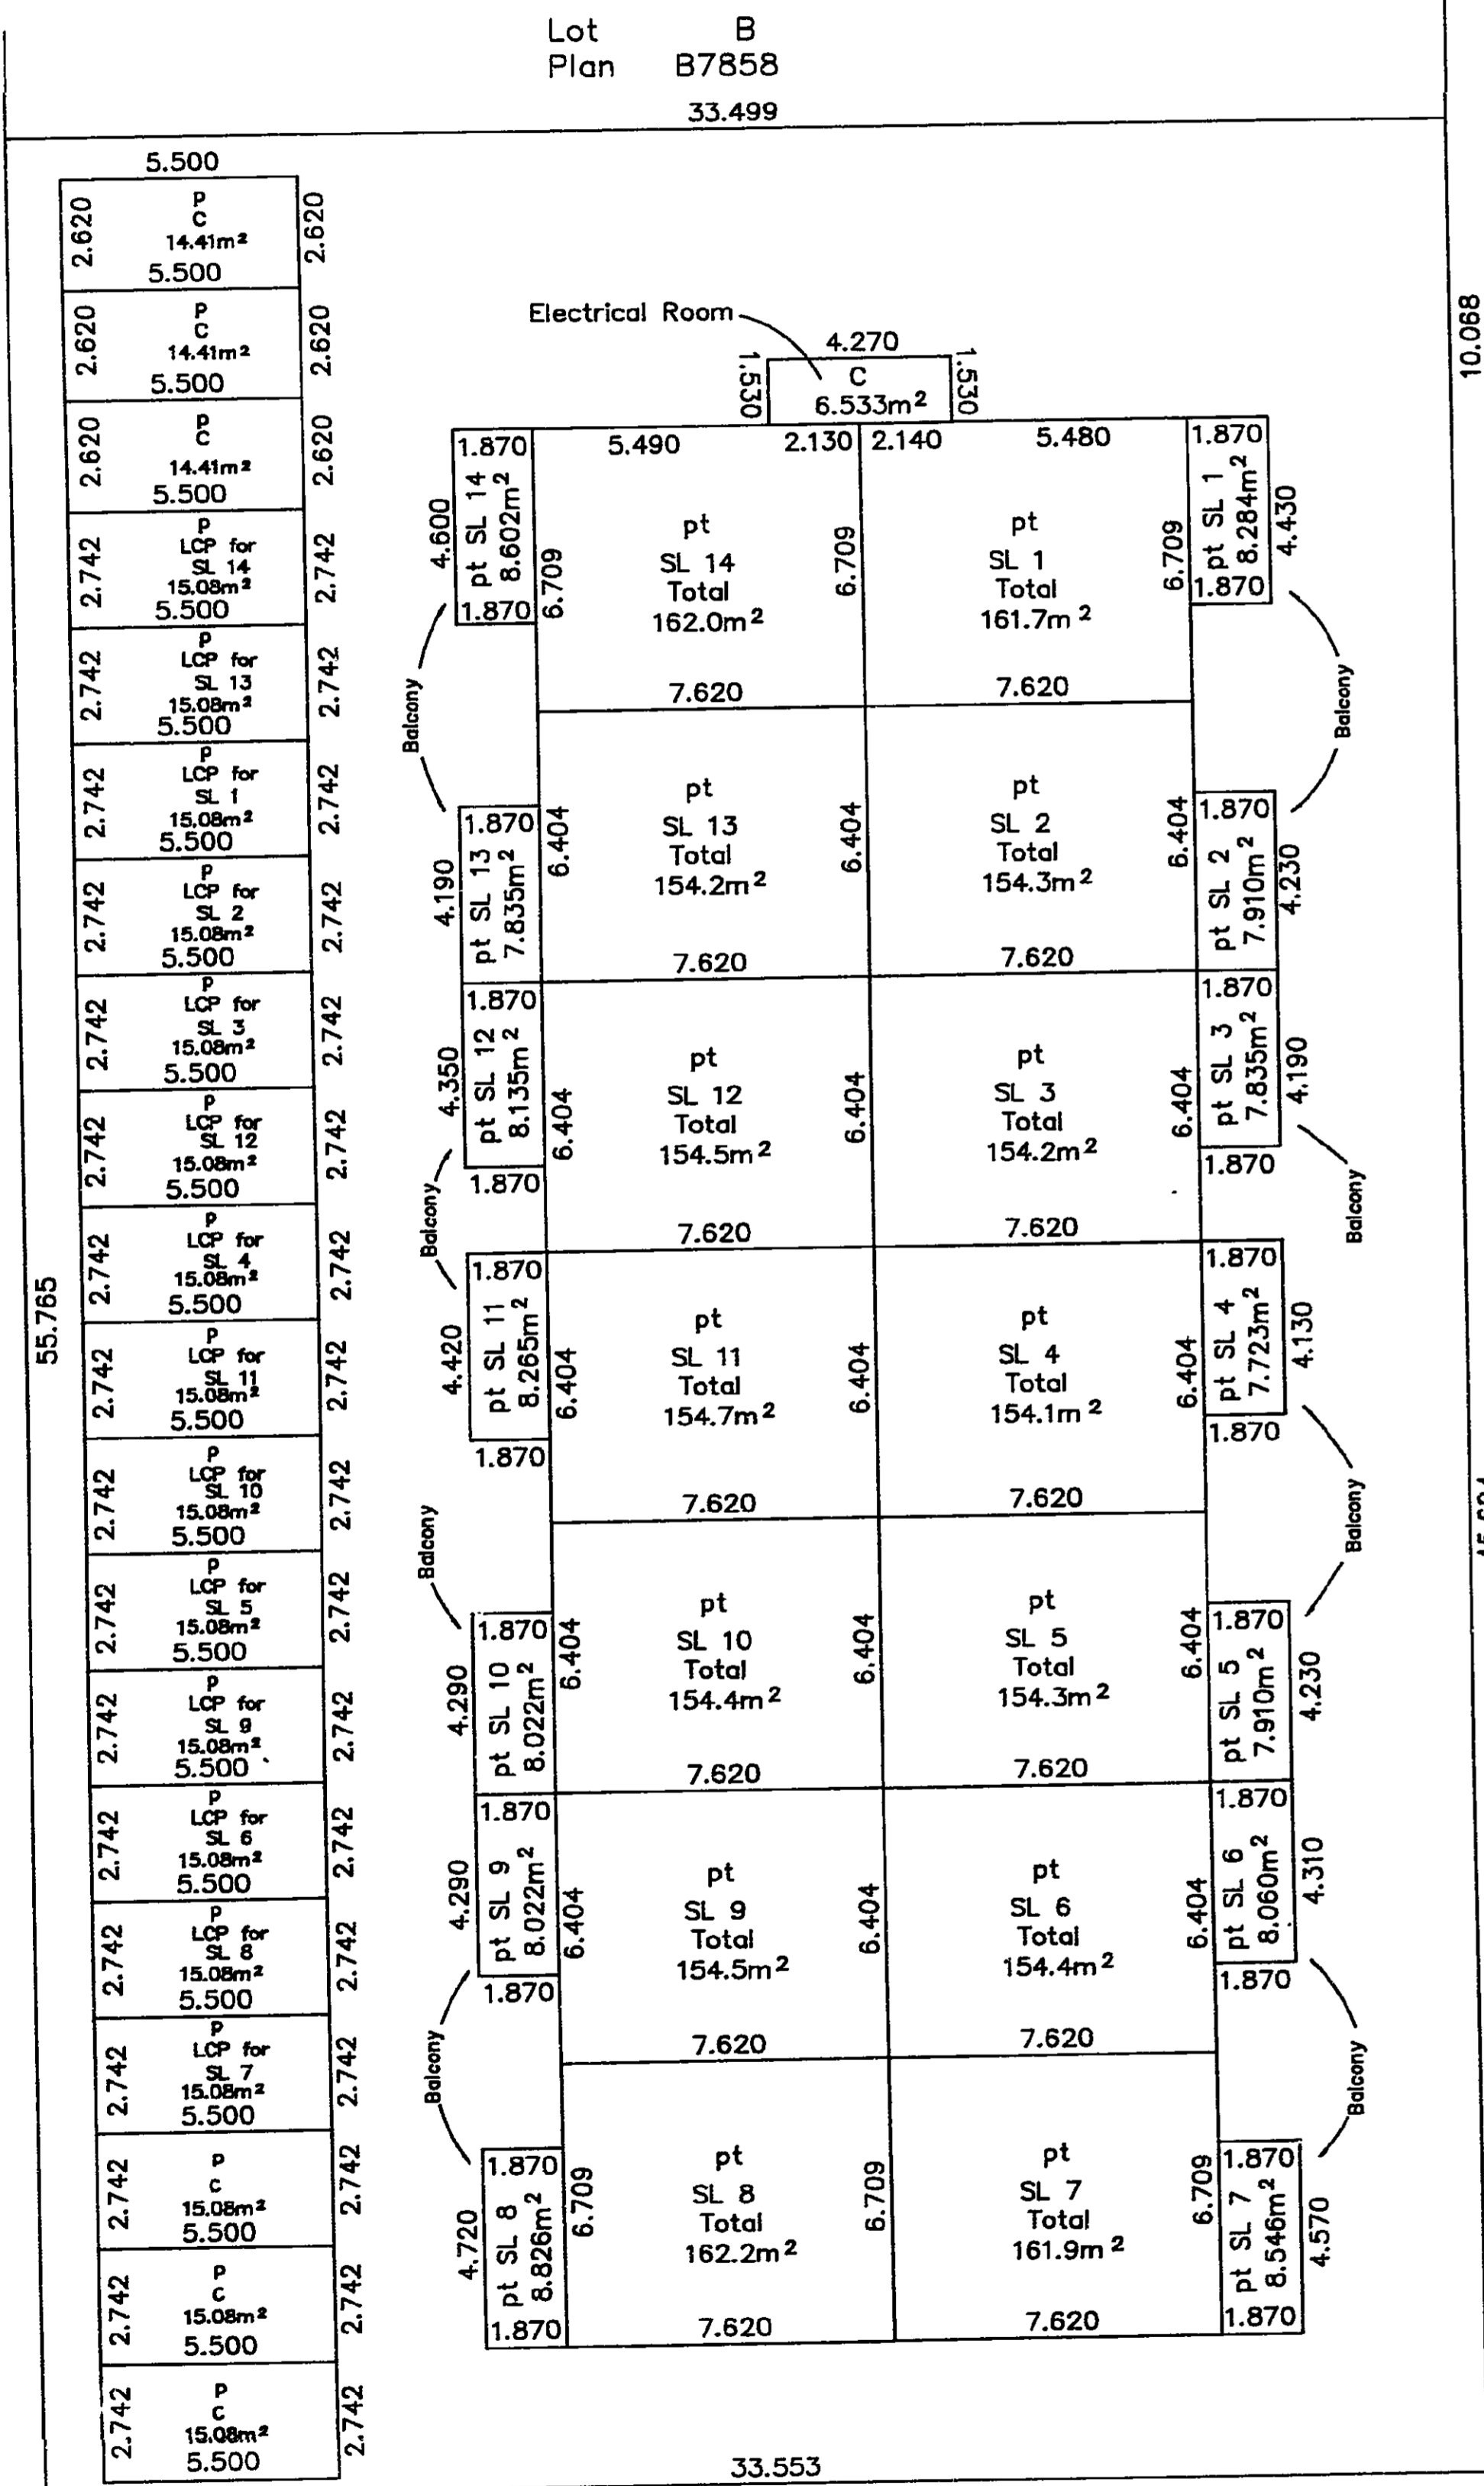 Lot B
Plan B7858
33.499
5.500
2.620
P
C
14.41m²
5.500
2.620
2.620
P
C
14.41m²
5.500
2.620
2.620
P
C
14.41m²
5.500
2.620
2.742
P
LCP for
SL 14
15.08m²
5.500
2.742
2.742
P
LCP for
SL 13
15.08m²
5.500
2.742
2.742
P
LCP for
SL 1
15.08m²
5.500
2.742
2.742
P
LCP for
SL 2
15.08m²
5.500
2.742
2.742
P
LCP for
SL 3
15.08m²
5.500
2.742
2.742
P
LCP for
SL 12
15.08m²
5.500
2.742
2.742
P
LCP for
SL 4
15.08m²
5.500
2.742
2.742
P
LCP for
SL 11
15.08m²
5.500
2.742
2.742
P
LCP for
SL 10
15.08m²
5.500
2.742
2.742
P
LCP for
SL 5
15.08m²
5.500
2.742
2.742
P
LCP for
SL 9
15.08m²
5.500
2.742
2.742
P
LCP for
SL 6
15.08m²
5.500
2.742
2.742
P
LCP for
SL 8
15.08m²
5.500
2.742
2.742
P
LCP for
SL 7
15.08m²
5.500
2.742
2.742
P
C
15.08m²
5.500
2.742
2.742
P
C
15.08m²
5.500
2.742
2.742
P
C
15.08m²
5.500
2.742
55.765
Electrical Room
4.270
1.530
C
6.533m²
1.530
10.068
1.870
4.600
pt SL 14
8.602m²
1.870
5.490 2.130
6.709
pt
SL 14
Total
162.0m²
6.709
7.620
2.140 5.480
pt
SL 1
Total
161.7m²
6.709
7.620
1.870
pt SL 1
8.284m²
4.430
1.870
Balcony
Balcony
1.870
4.190
pt SL 13
7.835m²
6.404
pt
SL 13
Total
154.2m²
6.404
7.620
pt
SL 2
Total
154.3m²
6.404
7.620
1.870
pt SL 2
7.910m²
4.230
1.870
4.350
pt SL 12
8.135m²
1.870
6.404
pt
SL 12
Total
154.5m²
6.404
7.620
pt
SL 3
Total
154.2m²
6.404
7.620
1.870
pt SL 3
7.835m²
4.190
1.870
Balcony
Balcony
1.870
4.420
pt SL 11
8.265m²
1.870
6.404
pt
SL 11
Total
154.7m²
6.404
7.620
pt
SL 4
Total
154.1m²
6.404
7.620
1.870
pt SL 4
7.723m²
4.130
1.870
Balcony
Balcony
1.870
4.290
pt SL 10
8.022m²
6.404
pt
SL 10
Total
154.4m²
6.404
7.620
pt
SL 5
Total
154.3m²
6.404
7.620
1.870
pt SL 5
7.910m²
4.230
1.870
4.290
pt SL 9
8.022m²
1.870
6.404
pt
SL 9
Total
154.5m²
6.404
7.620
pt
SL 6
Total
154.4m²
6.404
7.620
1.870
pt SL 6
8.060m²
4.310
1.870
Balcony
Balcony
1.870
4.720
pt SL 8
8.826m²
1.870
6.709
pt
SL 8
Total
162.2m²
6.709
7.620
pt
SL 7
Total
161.9m²
6.709
7.620
1.870
pt SL 7
8.546m²
4.570
1.870
33.553